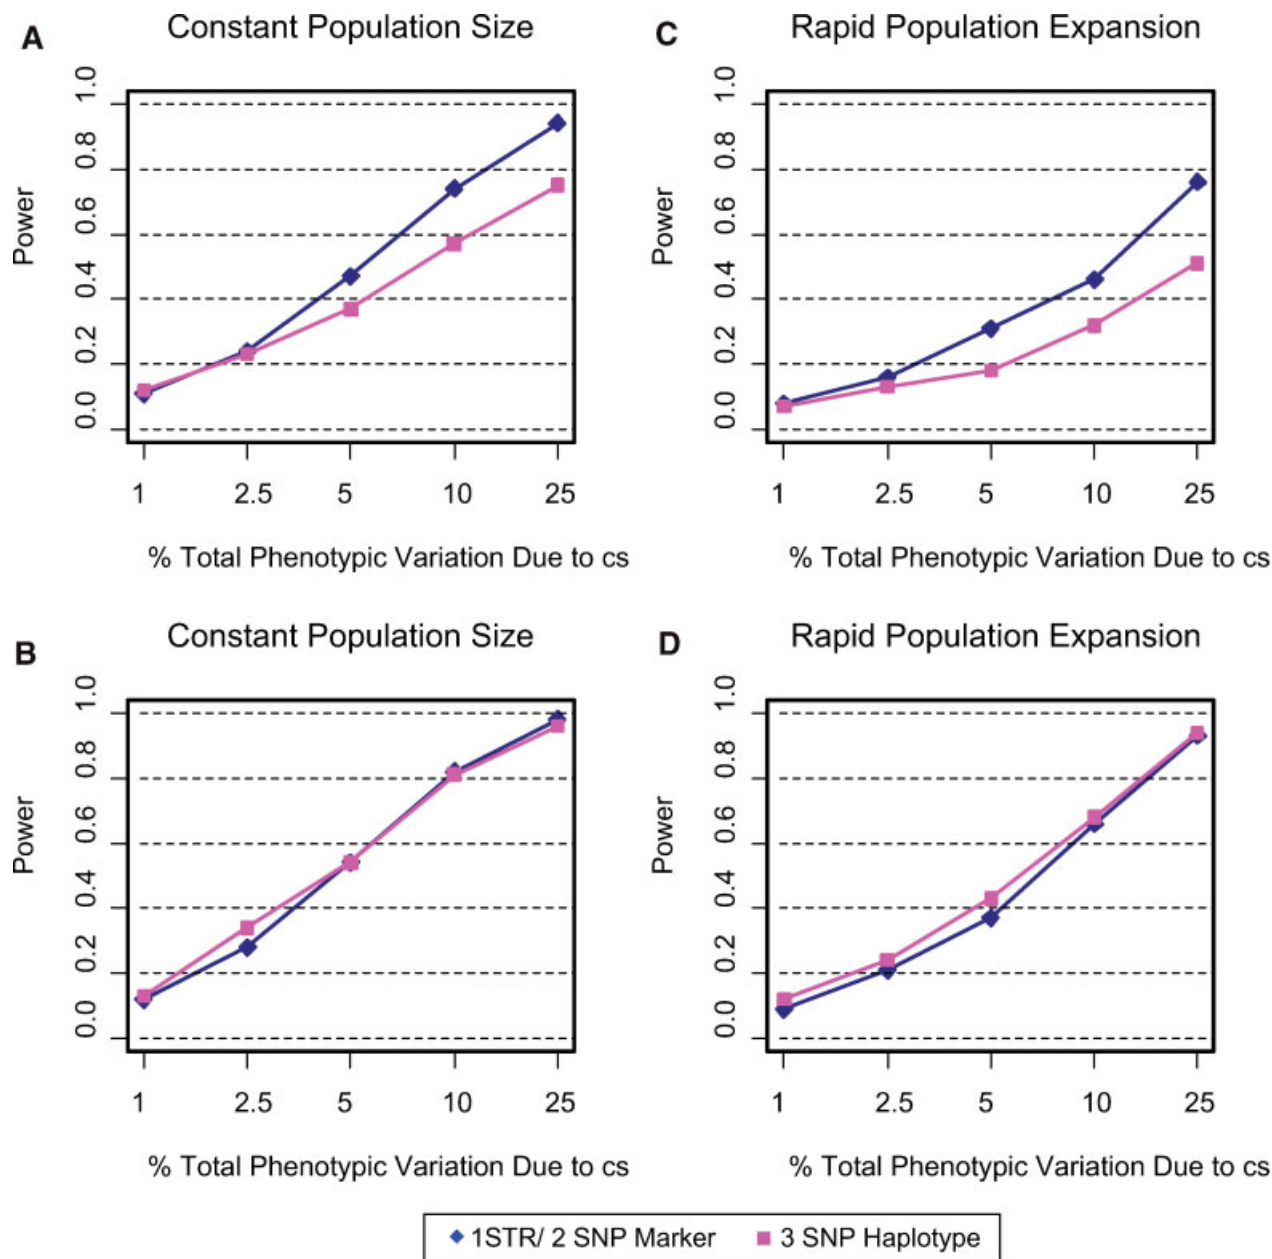 A
Constant Population Size
Power
1.0
0.8
0.6
0.4
0.2
0.0
1 2.5 5 10 25
% Total Phenotypic Variation Due to cs
C
Rapid Population Expansion
Power
1.0
0.8
0.6
0.4
0.2
0.0
1 2.5 5 10 25
% Total Phenotypic Variation Due to cs
B
Constant Population Size
Power
1.0
0.8
0.6
0.4
0.2
0.0
1 2.5 5 10 25
% Total Phenotypic Variation Due to cs
D
Rapid Population Expansion
Power
1.0
0.8
0.6
0.4
0.2
0.0
1 2.5 5 10 25
% Total Phenotypic Variation Due to cs
1STR/ 2 SNP Marker
3 SNP Haplotype